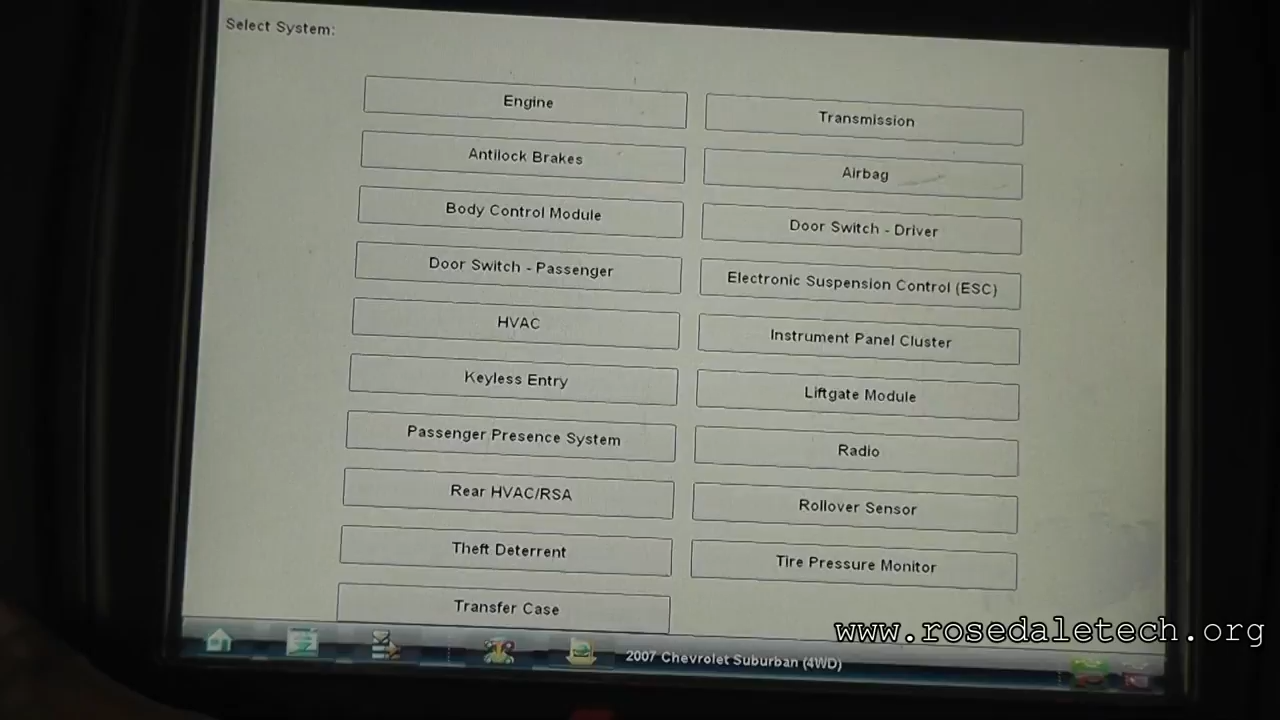 Select System:
Engine
Transmission
Antilock Brakes
Airbag
Body Control Module
Door Switch - Driver
Door Switch - Passenger
Electronic Suspension Control (ESC)
HVAC
Instrument Panel Cluster
Keyless Entry
Liftgate Module
Passenger Presence System
Radio
Rear HVAC/RSA
Rollover Sensor
Theft Deterrent
Tire Pressure Monitor
Transfer Case
www.rosedaletech.org
2007 Chevrolet Suburban (4WD)